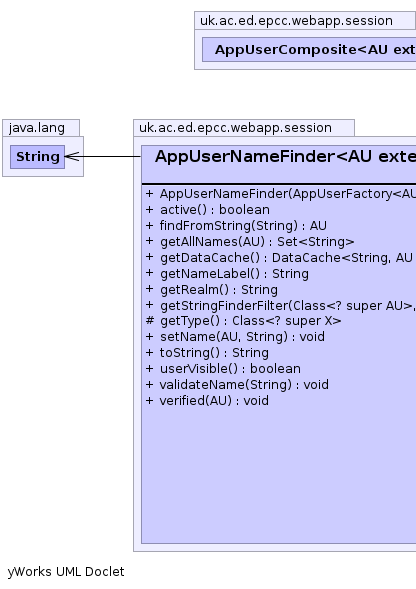 uk.ac.ed.epcc.webapp.session
AppUserComposite<AU ext
java.lang
String
uk.ac.ed.epcc.webapp.session
AppUserNameFinder<AU exte
+ AppUserNameFinder(AppUserFactory<AU
+ active() : boolean
+ findFromString(String) : AU
+ getAllNames(AU) : Set<String>
+ getDataCache() : DataCache<String, AU
+ getNameLabel() : String
+ getRealm() : String
+ getStringFinderFilter(Class<? super AU>,
# getType() : Class<? super X>
+ setName(AU, String) : void
+ toString() : String
+ userVisible() : boolean
+ validateName(String) : void
+ verified(AU) : void
yWorks UML Doclet